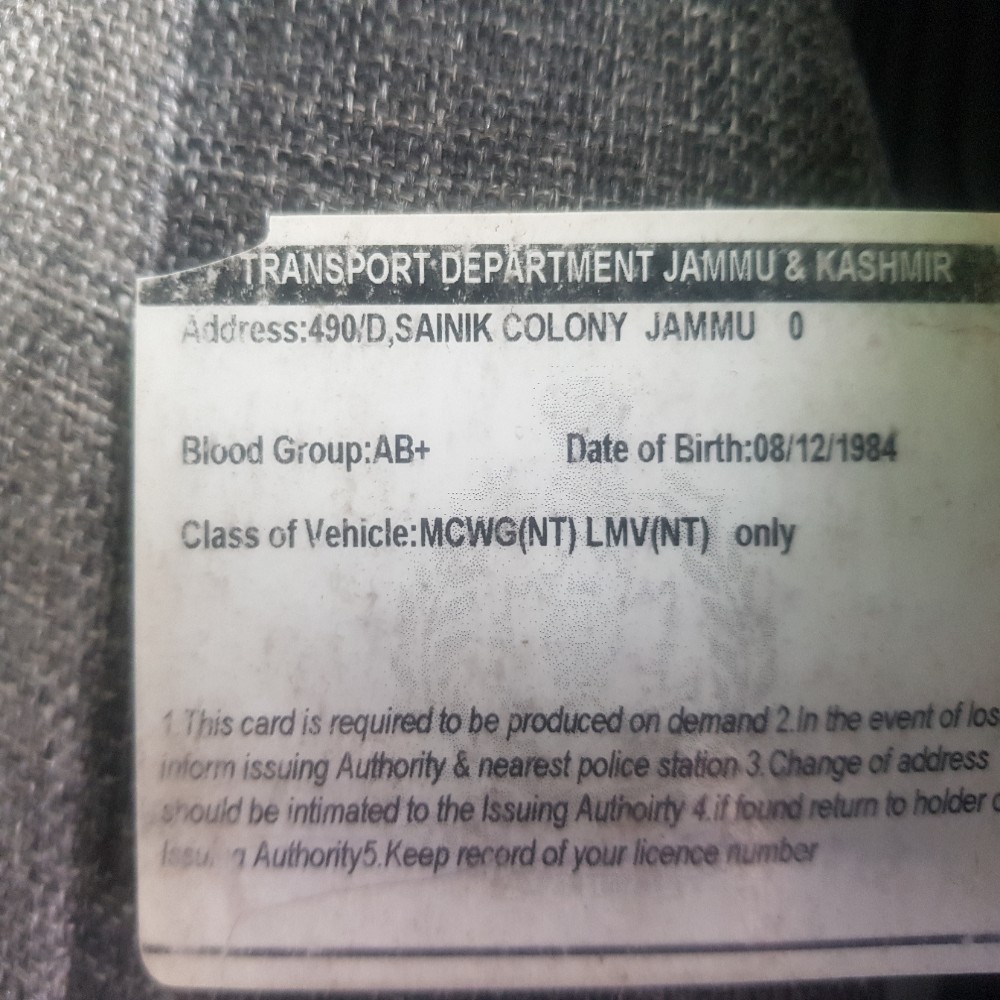 TRANSPORT DEPARTMENT JAMMU & KASHMIR
Address:490/D,SAINIK COLONY JAMMU 0
Blood Group:AB+ Date of Birth:08/12/1984
Class of Vehicle:MCWG(NT) LMV(NT) only
1.This card is required to be produced on demand 2.In the event of los
inform issuing Authority & nearest police station 3.Change of address
should be intimated to the Issuing Authoirty 4.if found return to holder
Authority5.Keep record of your licence number